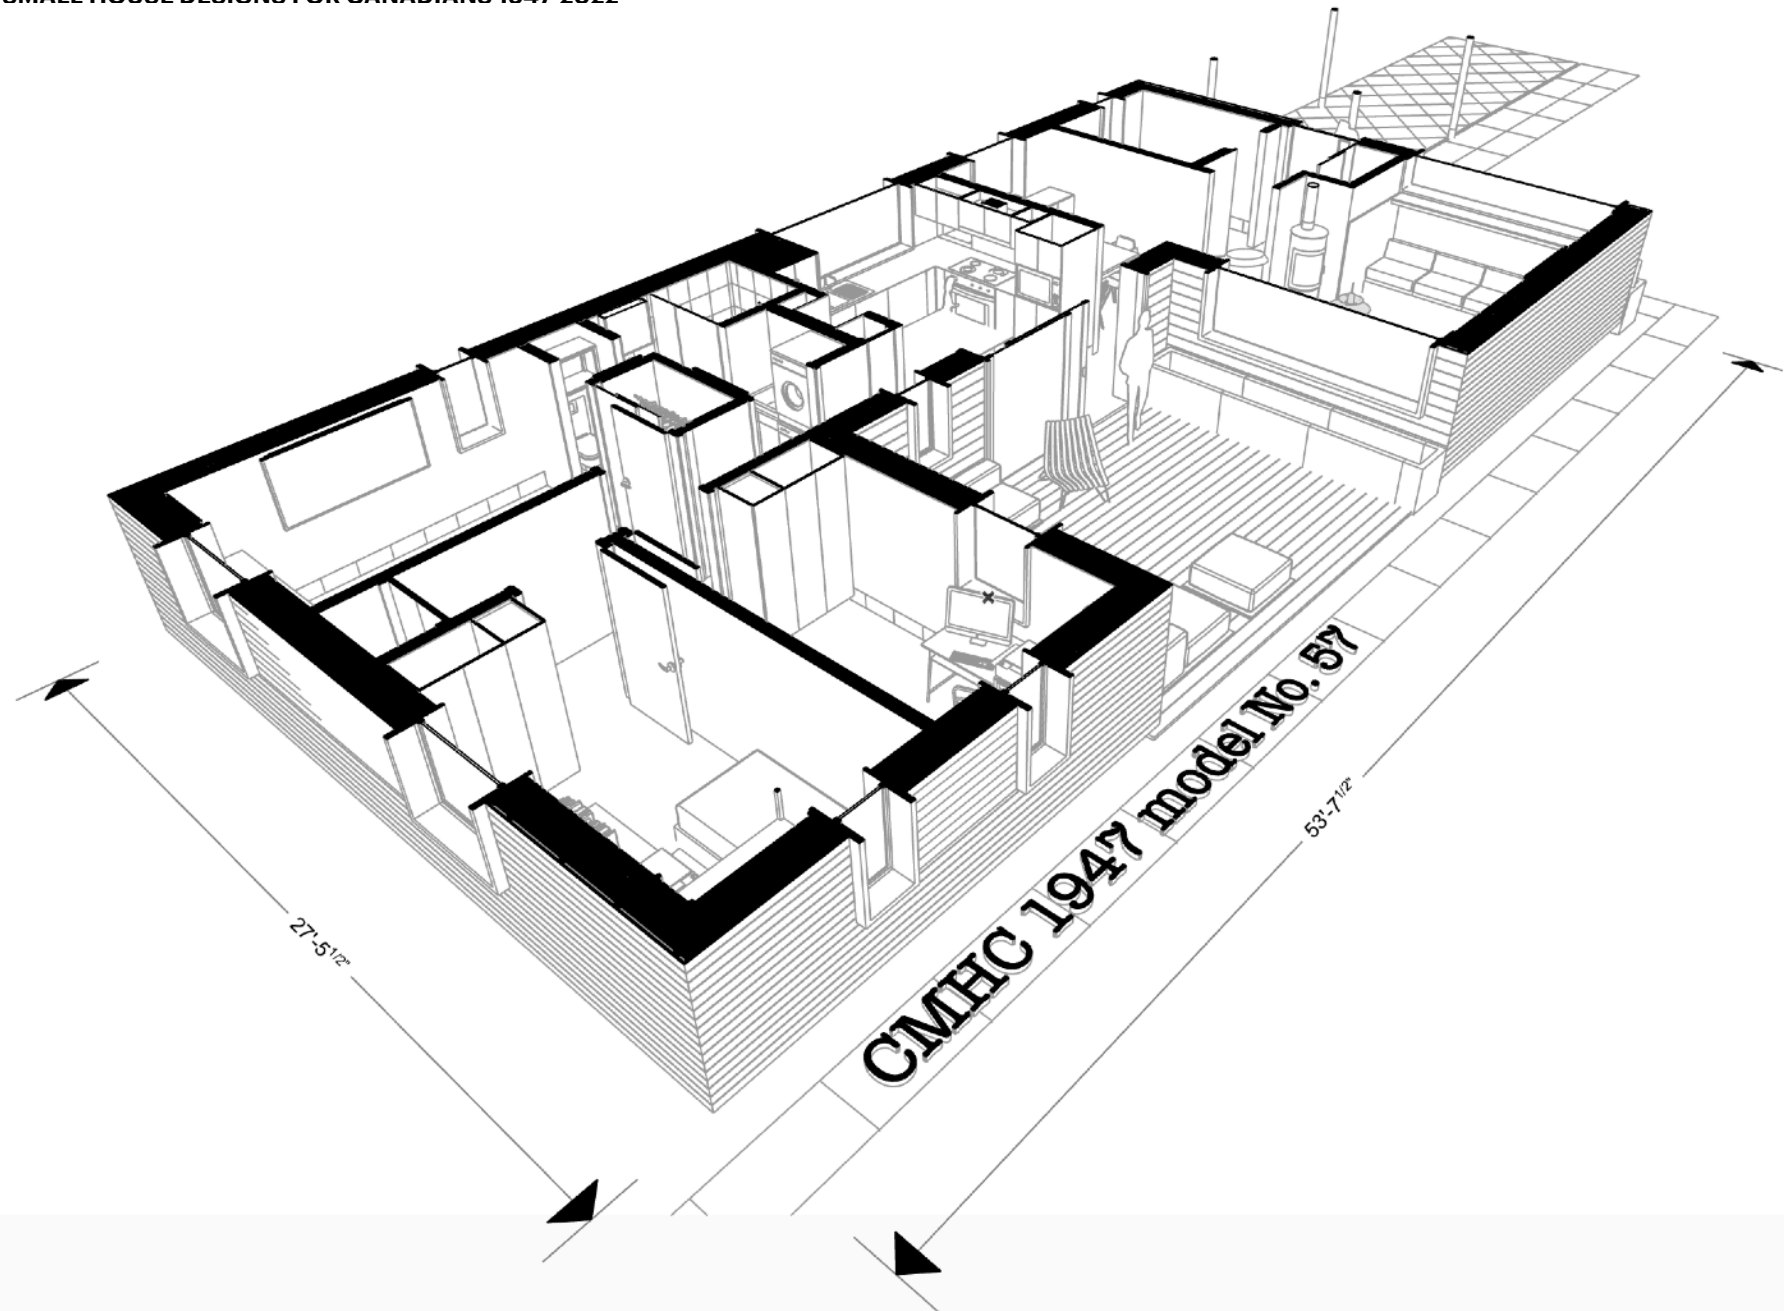 SMALL HOUSE DESIGNS FOR CANADIANS 1947-2022
CMHC 1947 model No. 57
27'-5 1/2"
53'-7 1/2"